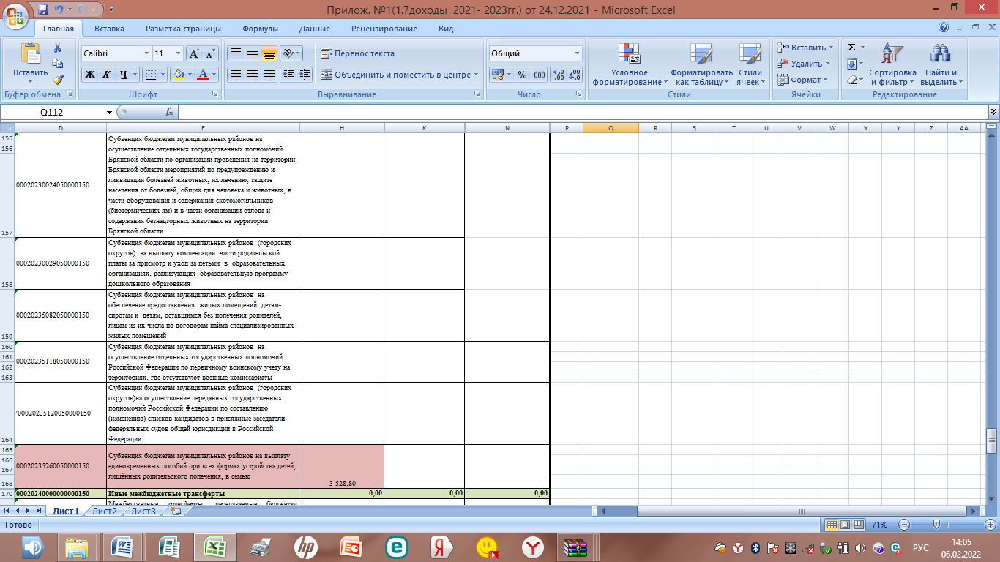 Прилож. №1(1.7доходы 2021- 2023гг.) от 24.12.2021 - Microsoft Excel
Главная Вставка Разметка страницы Формулы Данные Рецензирование Вид
Вставить
Буфер обмена
Calibri 11
Ж К Ч
Шрифт
Перенос текста
Объединить и поместить в центре
Выравнивание
Общий
% 000
Число
Условное форматирование
Форматировать как таблицу
Стили ячеек
Стили
Вставить
Удалить
Формат
Ячейки
Σ
Сортировка и фильтр
Найти и выделить
Редактирование
Q112 fx
D E H K N P Q R S T U V W X Y Z AA
155
156
157
00020230024050000150
Субвенция бюджетам муниципальных районов на
осуществление отдельных государственных полномочий
Брянской области по организации проведения на территории
Брянской области мероприятий по предупреждению и
ликвидации болезней животных, их лечению, защите
населения от болезней, общих для человека и животных, в
части оборудования и содержания скотомогильников
(биотермических ям) и в части организации отлова и
содержания безнадзорных животных на территории
Брянской области
158
00020230029050000150
Субвенция бюджетам муниципальных районов (городских
округов) на выплату компенсации части родительской
платы за присмотр и уход за детьми в образовательных
организациях, реализующих образовательную программу
дошкольного образования
159
00020235082050000150
Субвенция бюджетам муниципальных районов на
обеспечение предоставления жилых помещений детям-
сиротам и детям, оставшимся без попечения родителей,
лицам из их числа по договорам найма специализированных
жилых помещений
160
161
162
163
00020235118050000150
Субвенция бюджетам муниципальных районов на
осуществление отдельных государственных полномочий
Российской Федерации по первичному воинскому учету на
территориях, где отсутствуют военные комиссариаты
164
'00020235120050000150
Субвенции бюджетам муниципальных районов (городских
округов)на осуществление переданных государственных
полномочий Российской Федерации по составлению
(изменению) списков кандидатов в присяжные заседатели
федеральных судов общей юрисдикции в Российской
Федерации
165
166
167
168
00020235260050000150
Субвенция бюджетам муниципальных районов на выплату
единовременных пособий при всех формах устройства детей,
лишённых родительского попечения, в семью
-3 528,80
170 '00020240000000000150 Иные межбюджетные трансферты 0,00 0,00 0,00
Межбюджетные трансферты, передаваемые бюджетам
Лист1 Лист2 Лист3
Готово 71%
РУС
14:05
06.02.2022